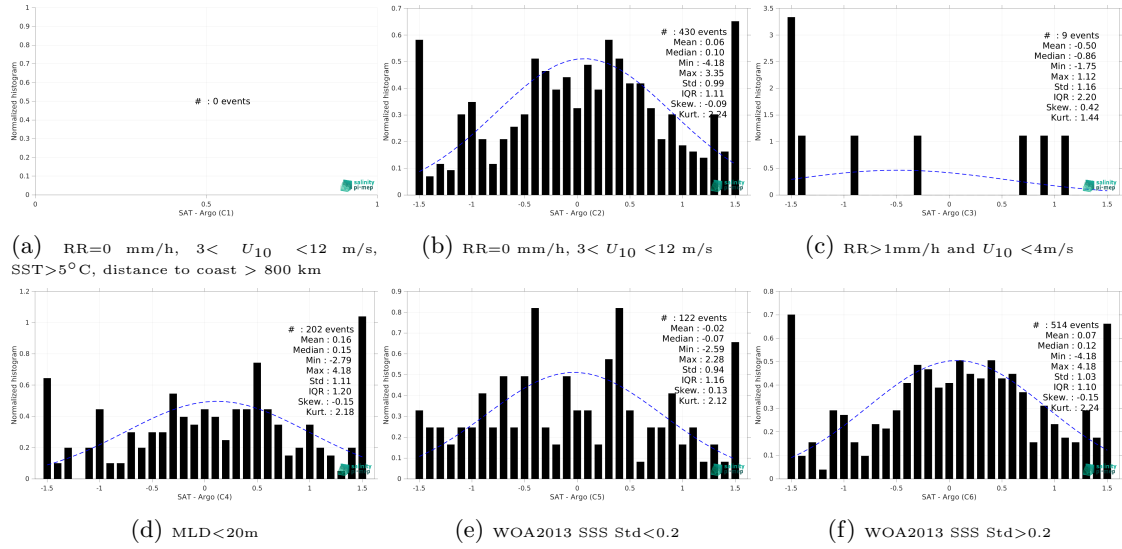 1
0.9
0.8
0.7
0.6
0.5
0.4
0.3
0.2
0.1
0
Normalized histogram
# : 0 events
salinity
pi-mep
0 0.5 1
SAT - Argo (C1)
(a) RR=0 mm/h, 3< U10 <12 m/s,
SST>5°C, distance to coast > 800 km
0.7
0.6
0.5
0.4
0.3
0.2
0.1
0
Normalized histogram
# : 430 events
Mean : 0.06
Median : 0.10
Min : -4.18
Max : 3.35
Std : 0.99
IQR : 1.11
Skew. : -0.09
Kurt. : 2.24
salinity
pi-mep
-1.5 -1 -0.5 0 0.5 1 1.5
SAT - Argo (C2)
(b) RR=0 mm/h, 3< U10 <12 m/s
3.5
3
2.5
2
1.5
1
0.5
0
Normalized histogram
# : 9 events
Mean : -0.50
Median : -0.86
Min : -1.75
Max : 1.12
Std : 1.16
IQR : 2.20
Skew. : 0.42
Kurt. : 1.44
salinity
pi-mep
-1.5 -1 -0.5 0 0.5 1 1.5
SAT - Argo (C3)
(c) RR>1mm/h and U10 <4m/s
1.2
1
0.8
0.6
0.4
0.2
0
Normalized histogram
# : 202 events
Mean : 0.16
Median : 0.15
Min : -2.79
Max : 4.18
Std : 1.11
IQR : 1.20
Skew. : -0.15
Kurt. : 2.18
salinity
pi-mep
-1.5 -1 -0.5 0 0.5 1 1.5
SAT - Argo (C4)
(d) MLD<20m
0.9
0.8
0.7
0.6
0.5
0.4
0.3
0.2
0.1
0
Normalized histogram
# : 122 events
Mean : -0.02
Median : -0.07
Min : -2.59
Max : 2.28
Std : 0.94
IQR : 1.16
Skew. : 0.13
Kurt. : 2.12
salinity
pi-mep
-1.5 -1 -0.5 0 0.5 1 1.5
SAT - Argo (C5)
(e) WOA2013 SSS Std<0.2
0.8
0.7
0.6
0.5
0.4
0.3
0.2
0.1
0
Normalized histogram
# : 514 events
Mean : 0.07
Median : 0.12
Min : -4.18
Max : 4.18
Std : 1.03
IQR : 1.10
Skew. : -0.15
Kurt. : 2.24
salinity
pi-mep
-1.5 -1 -0.5 0 0.5 1 1.5
SAT - Argo (C6)
(f) WOA2013 SSS Std>0.2